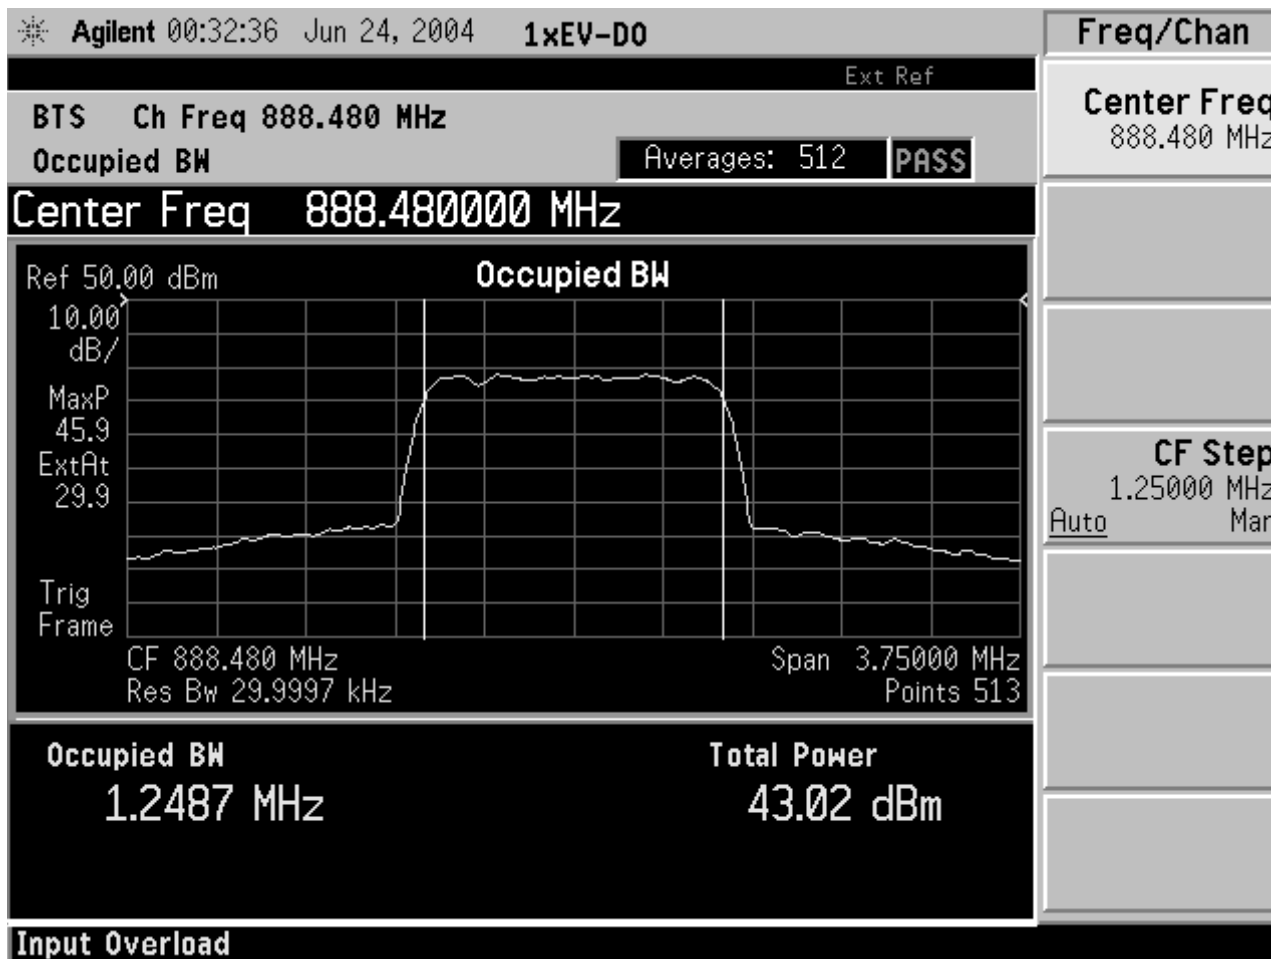 Agilent 00:32:36 Jun 24, 2004 1xEV-DO
Freq/Chan
Ext Ref
BTS Ch Freq 888.480 MHz
Occupied BW
Averages: 512 PASS
Center Freq 888.480000 MHz
Center Freq
888.480 MHz
Ref 50.00 dBm
Occupied BW
10.00
dB/
MaxP
45.9
ExtAt
29.9
Trig
Frame
CF 888.480 MHz
Span 3.75000 MHz
Res Bw 29.9997 kHz
Points 513
CF Step
1.25000 MHz
Auto Man
Occupied BW
Total Power
1.2487 MHz
43.02 dBm
Input Overload